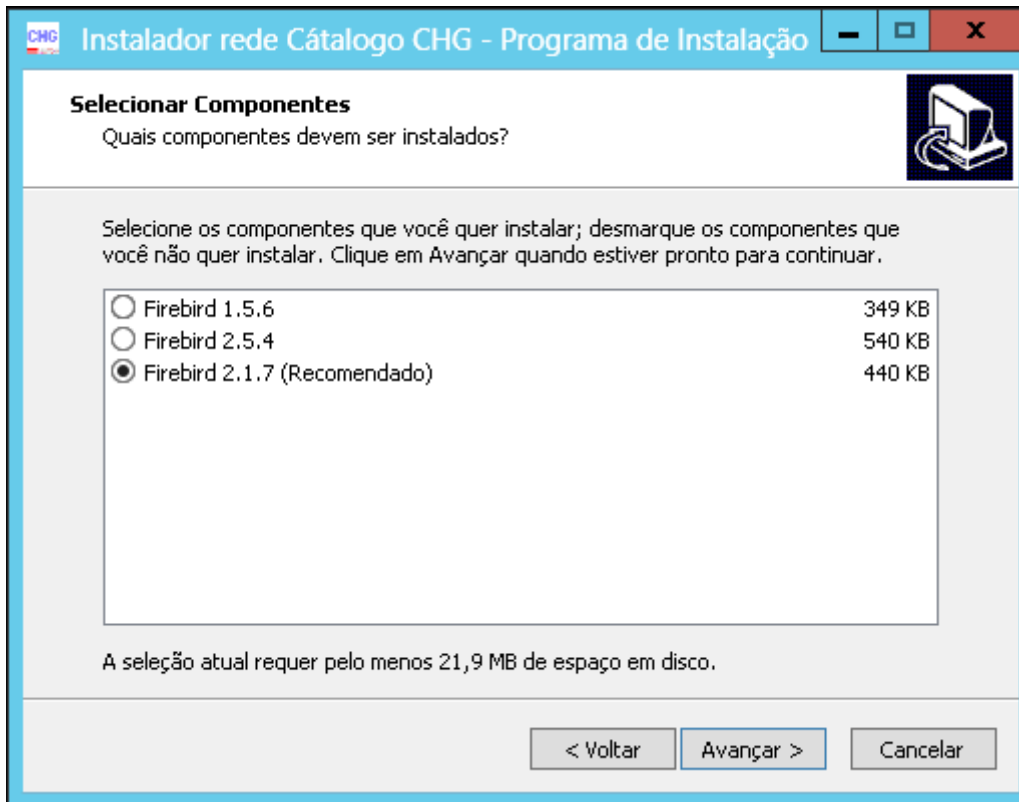 CHG
Instalador rede Cátalogo CHG - Programa de Instalação
Selecionar Componentes
Quais componentes devem ser instalados?
Selecione os componentes que você quer instalar; desmarque os componentes que
você não quer instalar. Clique em Avançar quando estiver pronto para continuar.
Firebird 1.5.6 349 KB
Firebird 2.5.4 540 KB
Firebird 2.1.7 (Recomendado) 440 KB
A seleção atual requer pelo menos 21,9 MB de espaço em disco.
< Voltar Avançar > Cancelar